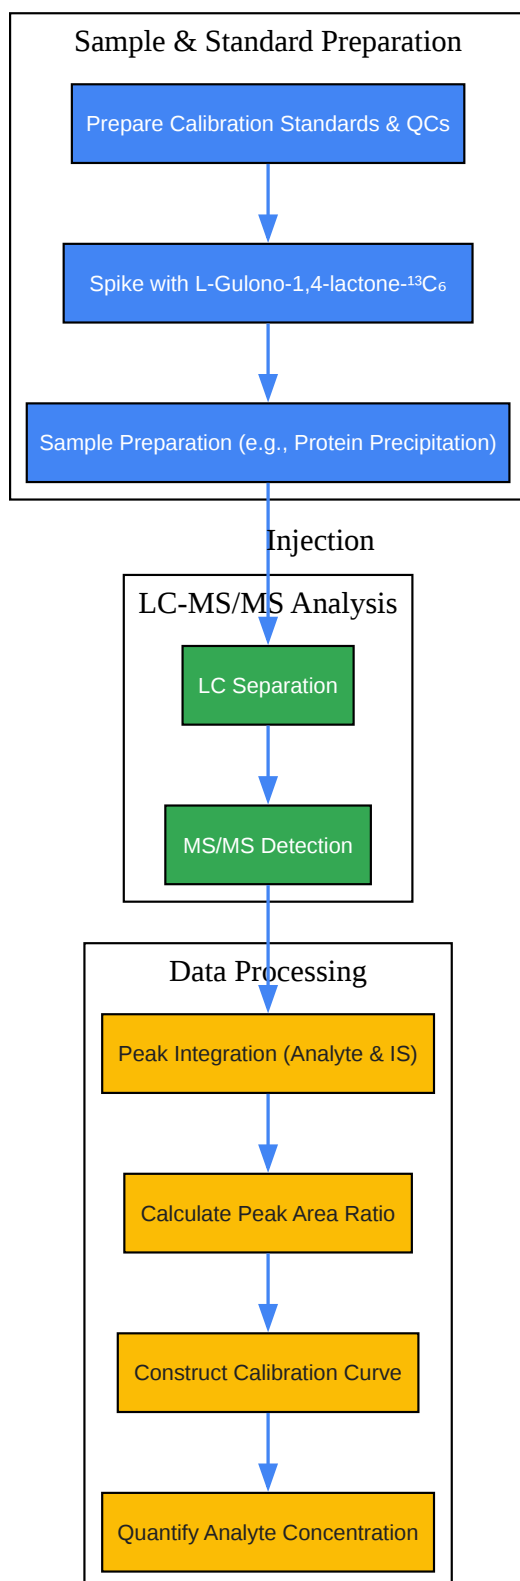 Sample & Standard Preparation
Prepare Calibration Standards & QCs
Spike with L-Gulono-1,4-lactone-¹³C₆
Sample Preparation (e.g., Protein Precipitation)
Injection
LC-MS/MS Analysis
LC Separation
MS/MS Detection
Data Processing
Peak Integration (Analyte & IS)
Calculate Peak Area Ratio
Construct Calibration Curve
Quantify Analyte Concentration